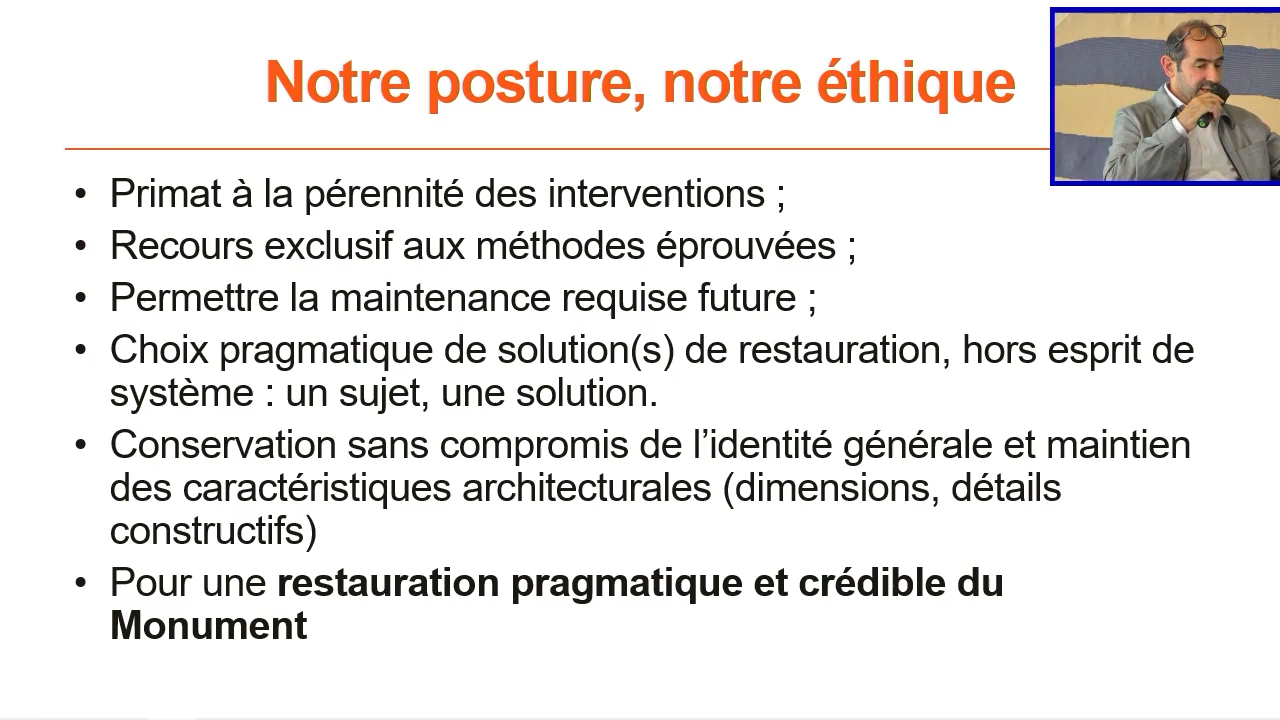 Notre posture, notre éthique
• Primat à la pérennité des interventions ;
• Recours exclusif aux méthodes éprouvées ;
• Permettre la maintenance requise future ;
• Choix pragmatique de solution(s) de restauration, hors esprit de
système : un sujet, une solution.
• Conservation sans compromis de l’identité générale et maintien
des caractéristiques architecturales (dimensions, détails
constructifs)
• Pour une restauration pragmatique et crédible du
Monument